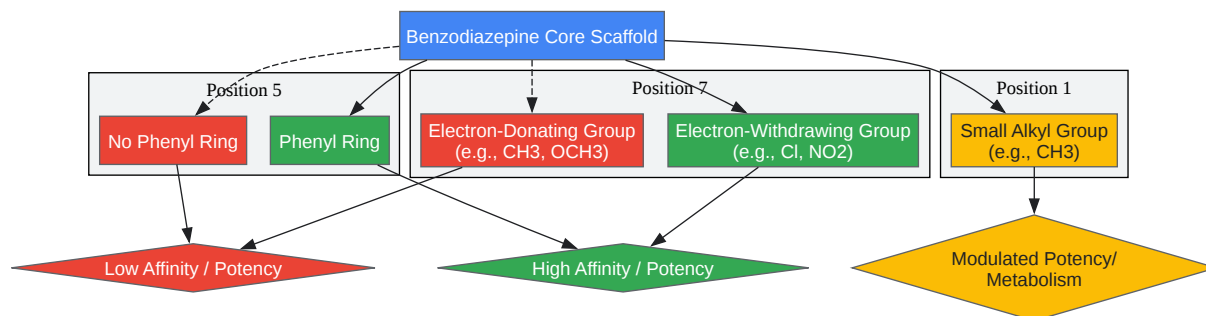 Benzodiazepine Core Scaffold
Position 5
Position 7
Position 1
No Phenyl Ring
Phenyl Ring
Electron-Donating Group
(e.g., CH3, OCH3)
Electron-Withdrawing Group
(e.g., Cl, NO2)
Small Alkyl Group
(e.g., CH3)
Low Affinity / Potency
High Affinity / Potency
Modulated Potency/
Metabolism